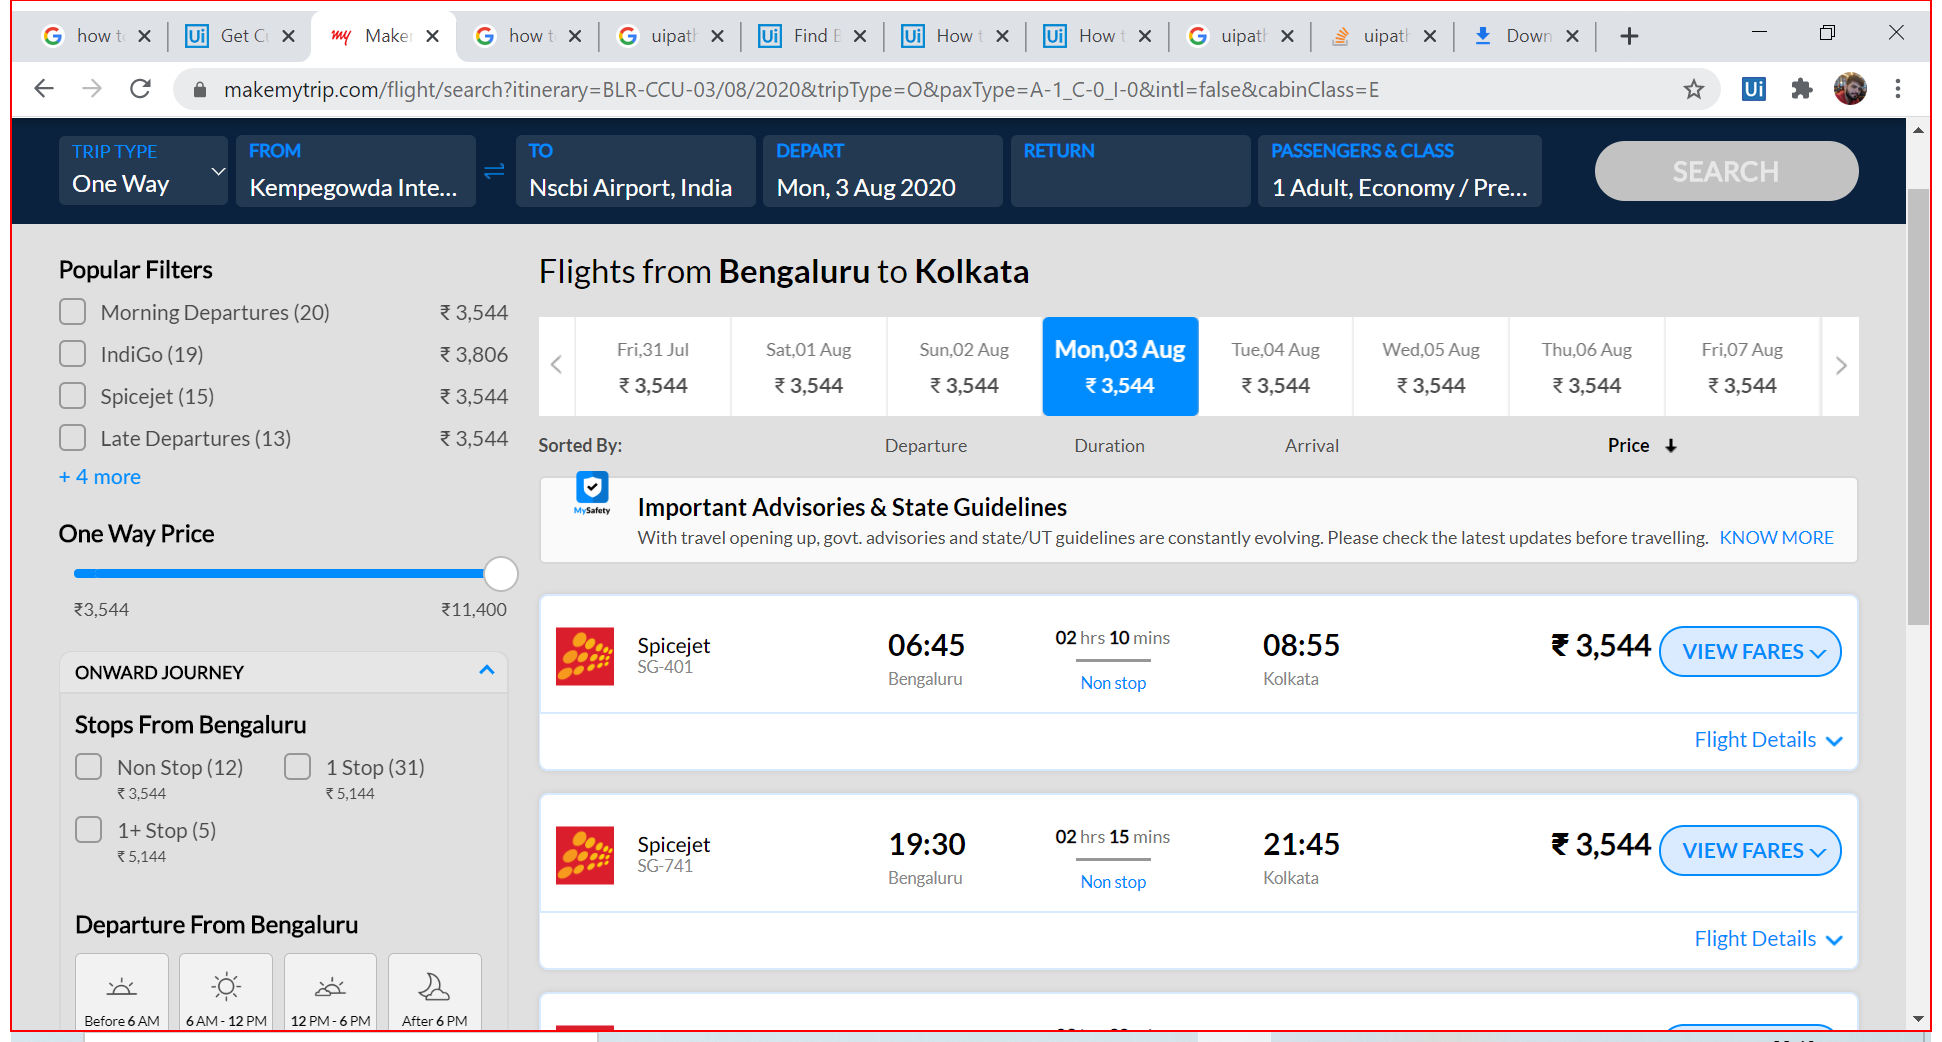 how t
Get C
Make
how t
uipath
Find
How t
How t
uipath
uipath
Down
makemytrip.com/flight/search?itinerary=BLR-CCU-03/08/2020&tripType=O&paxType=A-1_C-0_I-0&intl=false&cabinClass=E
TRIP TYPE
One Way
FROM
Kempegowda Inte...
TO
Nscbi Airport, India
DEPART
Mon, 3 Aug 2020
RETURN
PASSENGERS & CLASS
1 Adult, Economy / Pre...
SEARCH
Popular Filters
Morning Departures (20) ₹ 3,544
IndiGo (19) ₹ 3,806
Spicejet (15) ₹ 3,544
Late Departures (13) ₹ 3,544
+ 4 more
One Way Price
₹3,544 ₹11,400
ONWARD JOURNEY
Stops From Bengaluru
Non Stop (12) 1 Stop (31)
₹ 3,544 ₹ 5,144
1+ Stop (5)
₹ 5,144
Departure From Bengaluru
Before 6 AM 6 AM - 12 PM 12 PM - 6 PM After 6 PM
Flights from Bengaluru to Kolkata
Fri,31 Jul Sat,01 Aug Sun,02 Aug Mon,03 Aug Tue,04 Aug Wed,05 Aug Thu,06 Aug Fri,07 Aug
₹ 3,544 ₹ 3,544 ₹ 3,544 ₹ 3,544 ₹ 3,544 ₹ 3,544 ₹ 3,544 ₹ 3,544
Sorted By: Departure Duration Arrival Price
MySafety
Important Advisories & State Guidelines
With travel opening up, govt. advisories and state/UT guidelines are constantly evolving. Please check the latest updates before travelling. KNOW MORE
Spicejet 06:45 02 hrs 10 mins 08:55 ₹ 3,544 VIEW FARES
SG-401 Bengaluru Non stop Kolkata
Flight Details
Spicejet 19:30 02 hrs 15 mins 21:45 ₹ 3,544 VIEW FARES
SG-741 Bengaluru Non stop Kolkata
Flight Details